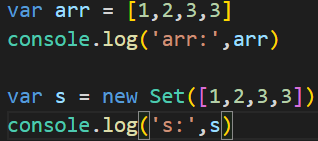 var arr = [1,2,3,3]
console.log('arr:',arr)
var s = new Set([1,2,3,3])
console.log('s:',s)